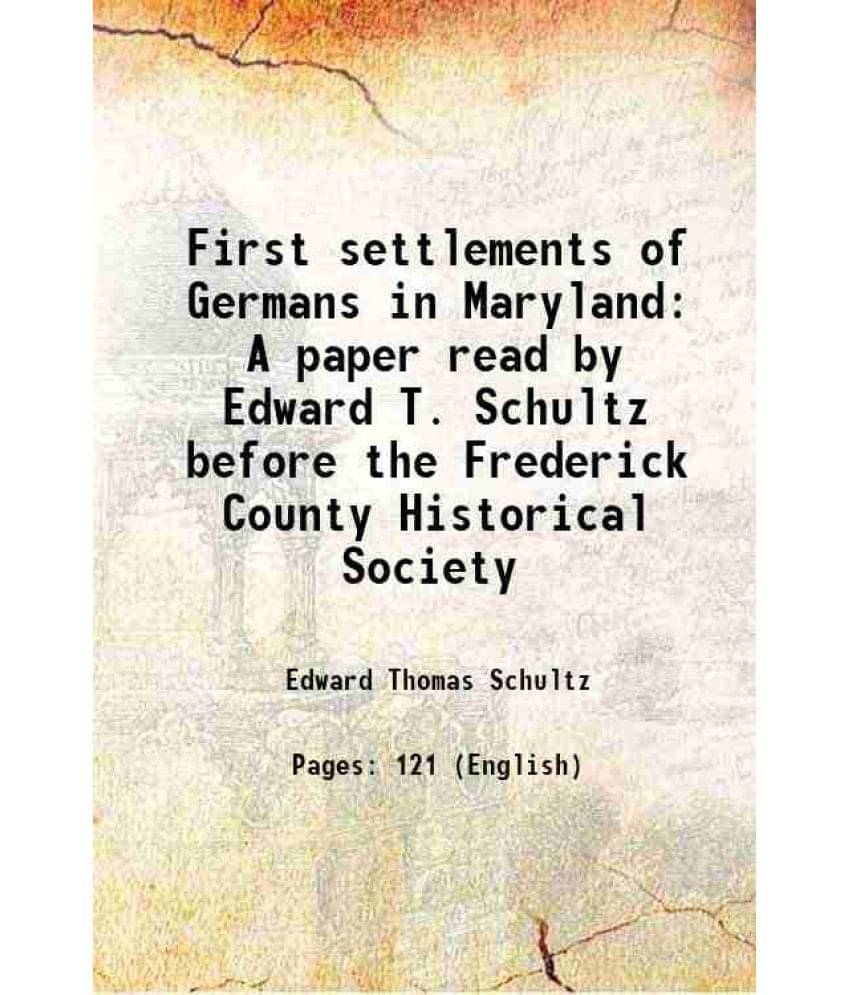 First settlements of
Germans in Maryland:
A paper read by
Edward T. Schultz
before the Frederick
County Historical
Society
Edward Thomas Schultz
Pages: 121 (English)